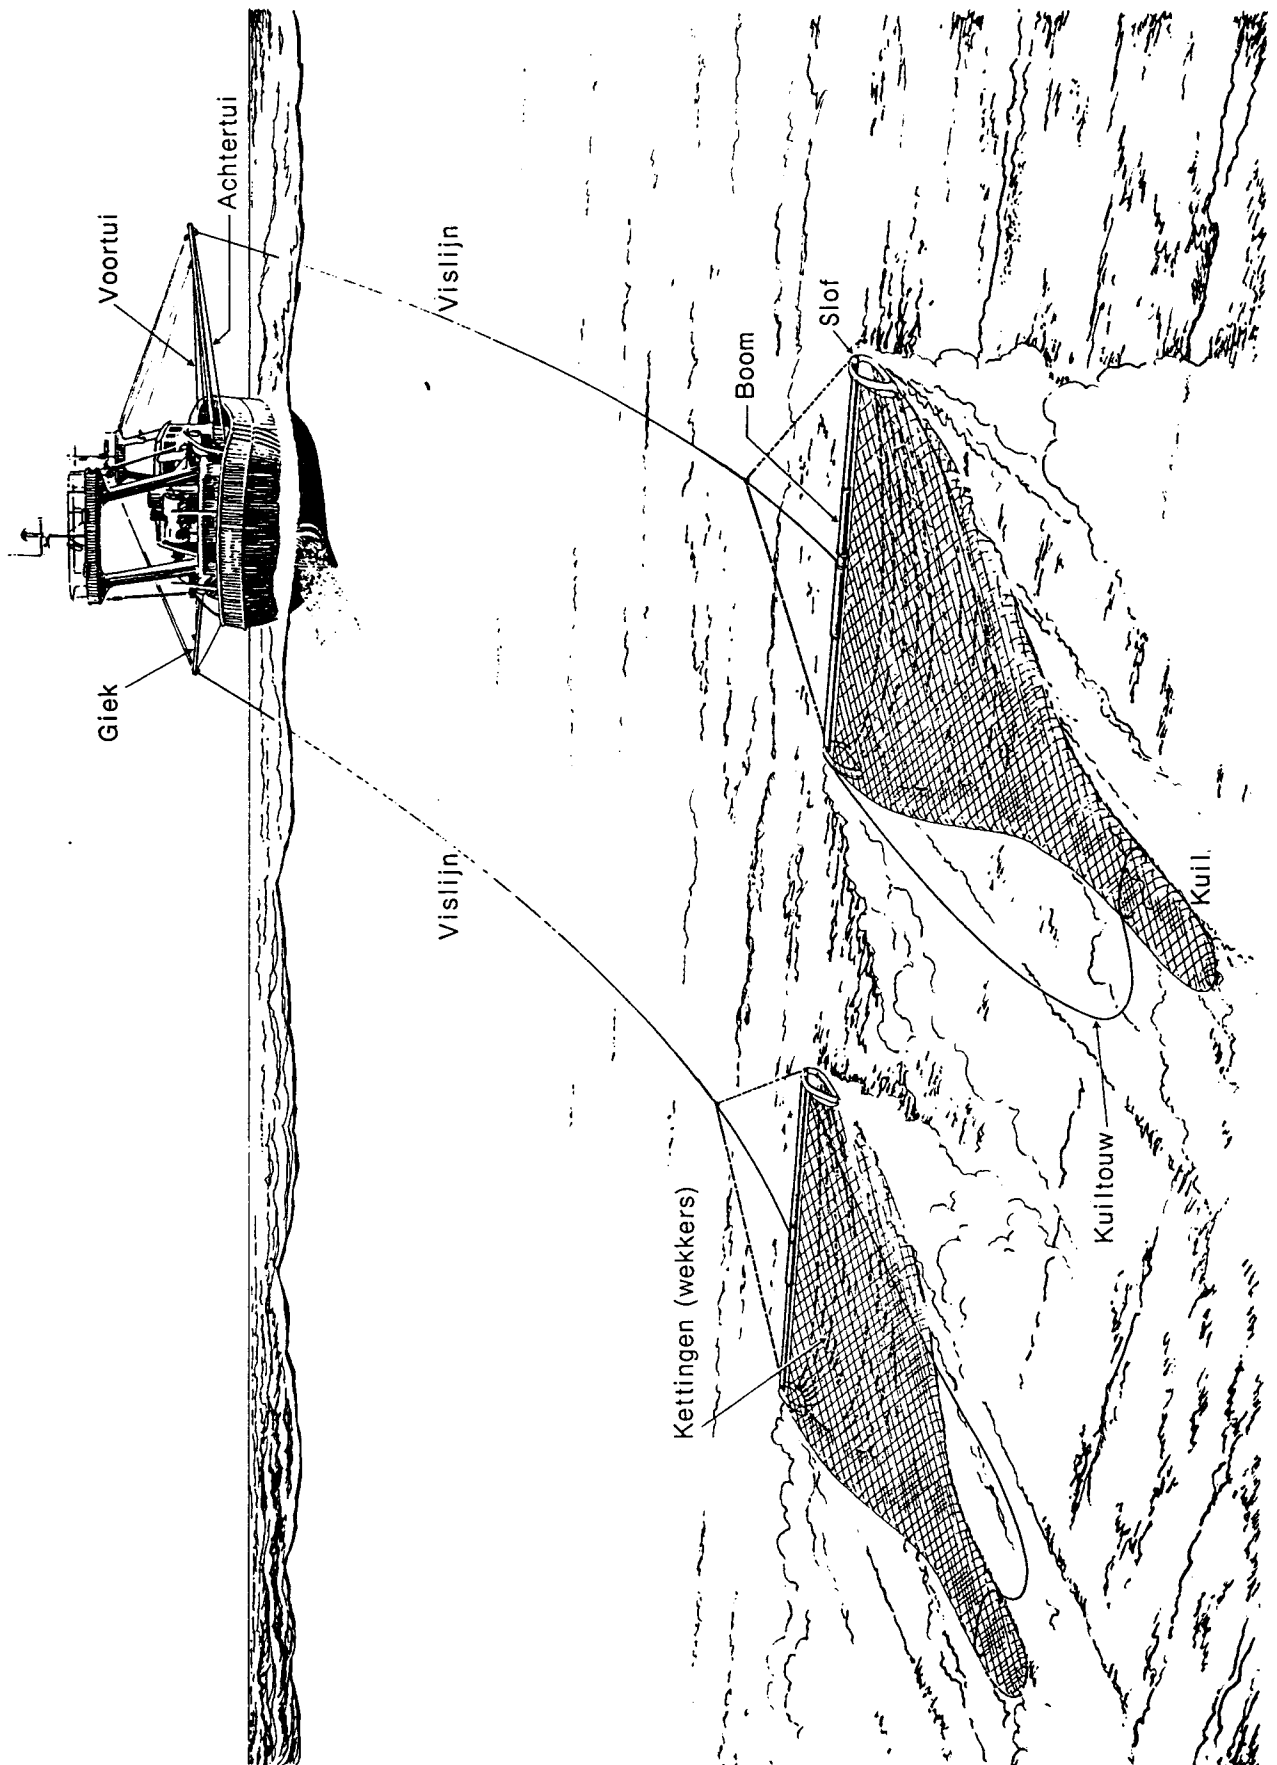 Voortui
Achtertui
Giek
Vislijn
Vislijn
Boom
Slof
Kettingen (wekkers)
Kuil
Kuiltouw